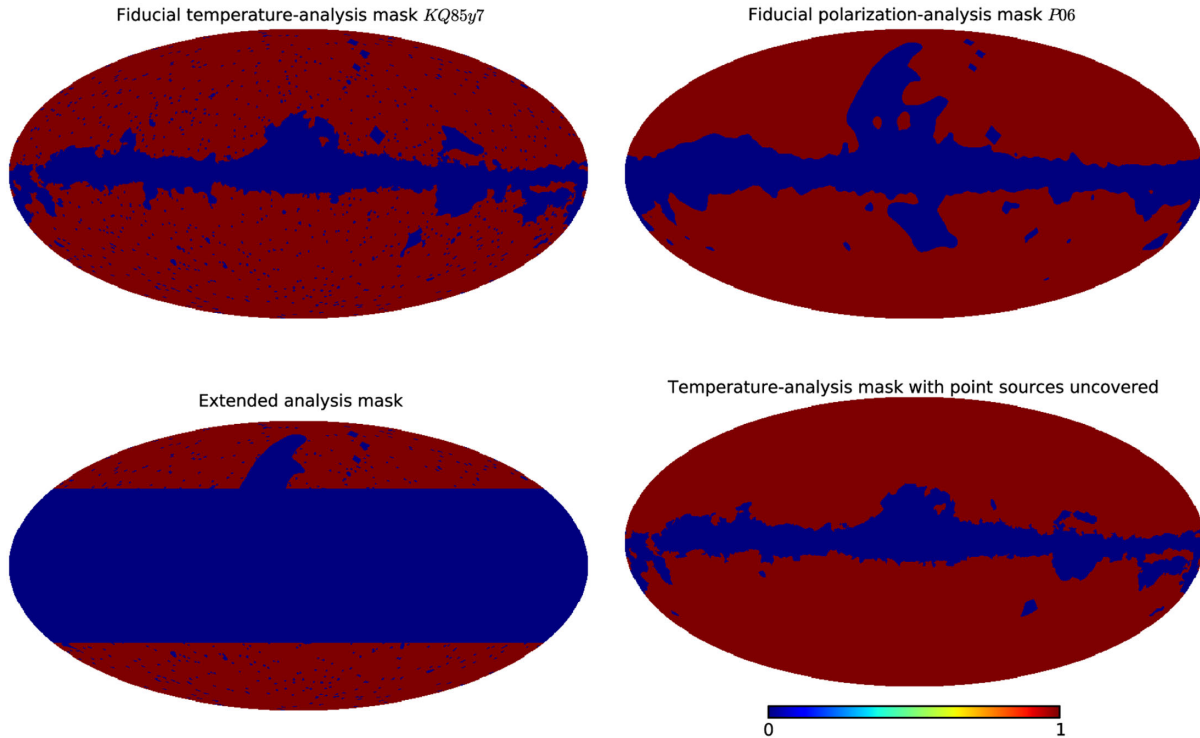 Fiducial temperature-analysis mask KQ85y7
Fiducial polarization-analysis mask P06
Extended analysis mask
Temperature-analysis mask with point sources uncovered
0 1